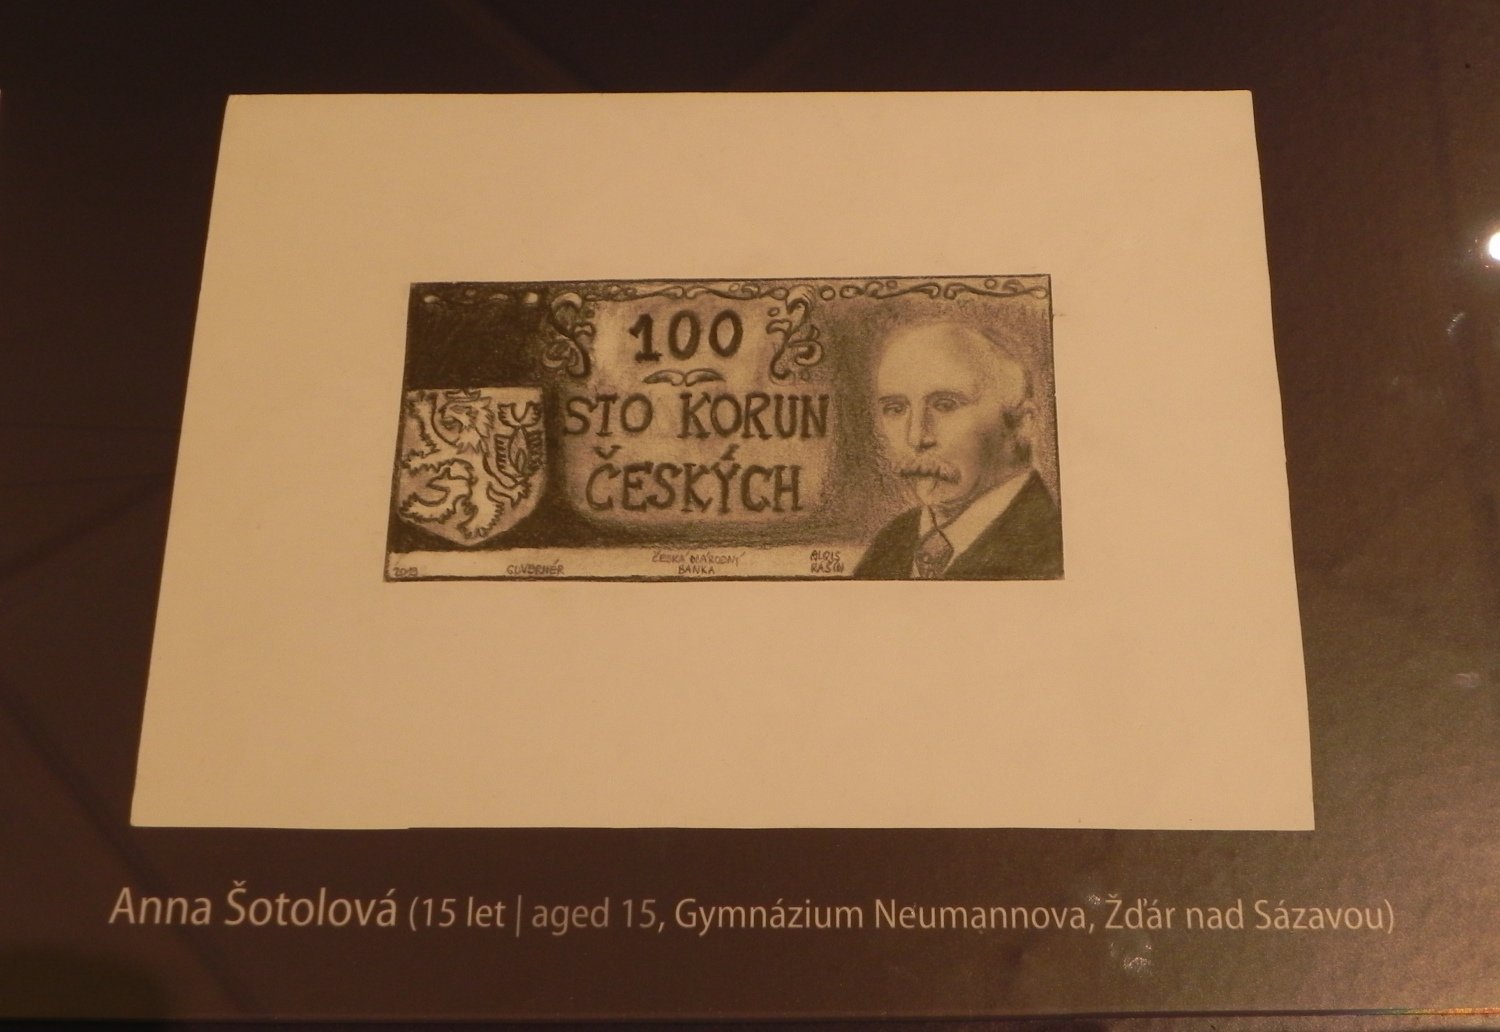 100
STO KORUN
ČESKÝCH
2019
GUVERNÉR
ČESKÁ NÁRODNÍ
BANKA
ALOIS
RAŠÍN
Anna Šotolová (15 let | aged 15, Gymnázium Neumannova, Žďár nad Sázavou)